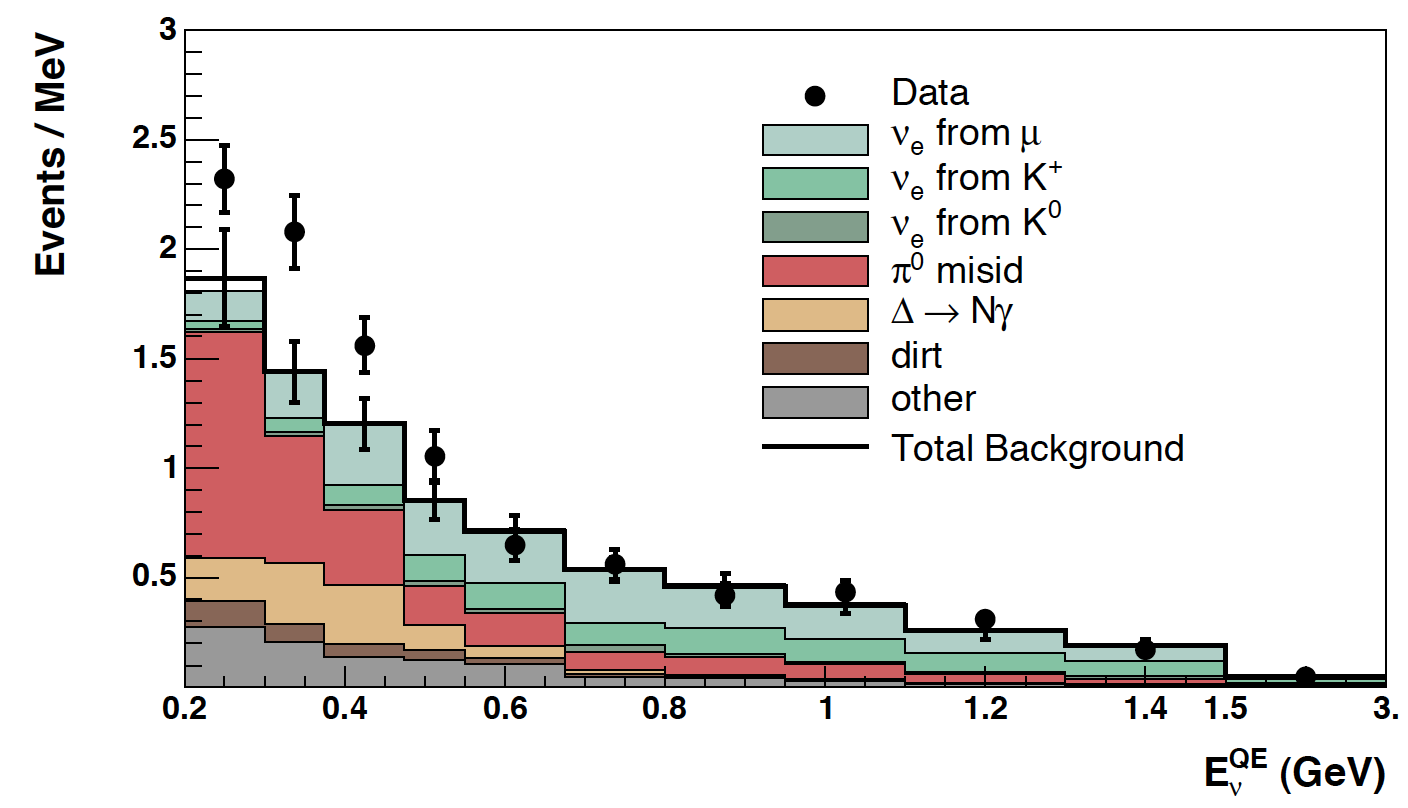 Events / MeV
3
2.5
2
1.5
1
0.5
Data
νe from μ
νe from K+
νe from K0
π0 misid
Δ → Nγ
dirt
other
Total Background
0.2 0.4 0.6 0.8 1 1.2 1.4 1.5 3.
EνQE (GeV)